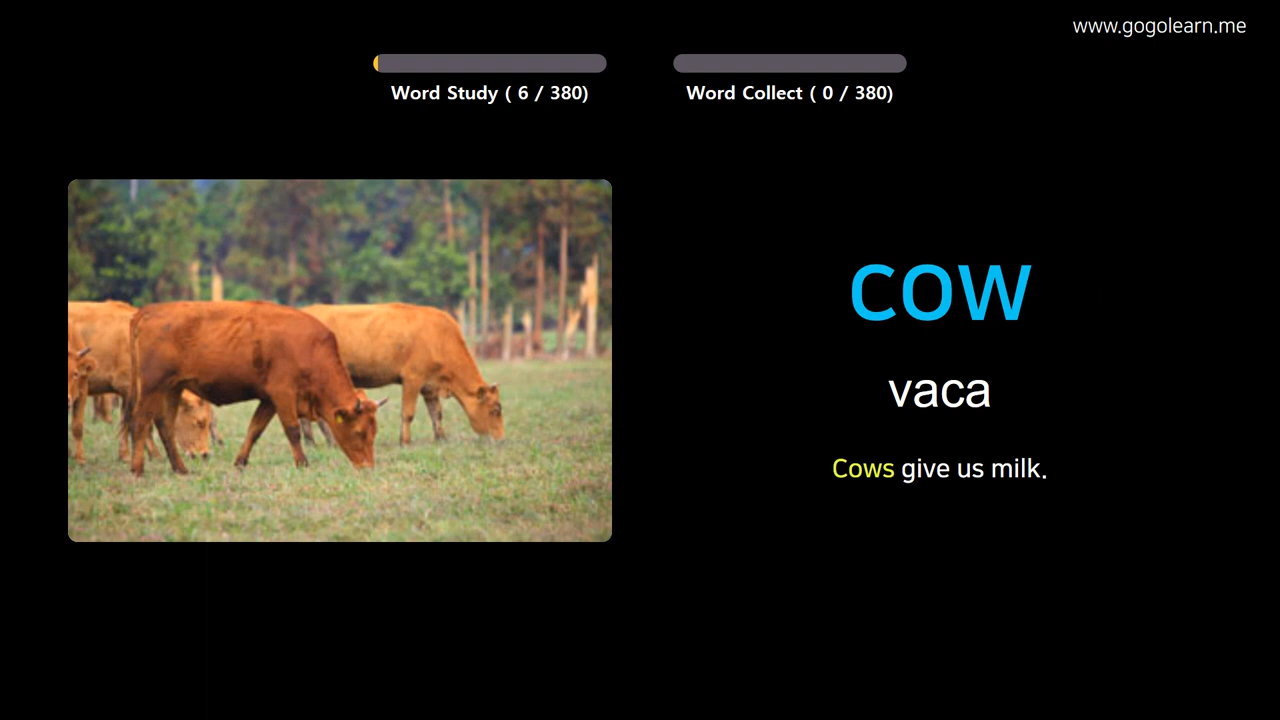 www.gogolearn.me
Word Study ( 6 / 380)
Word Collect ( 0 / 380)
cow
vaca
Cows give us milk.